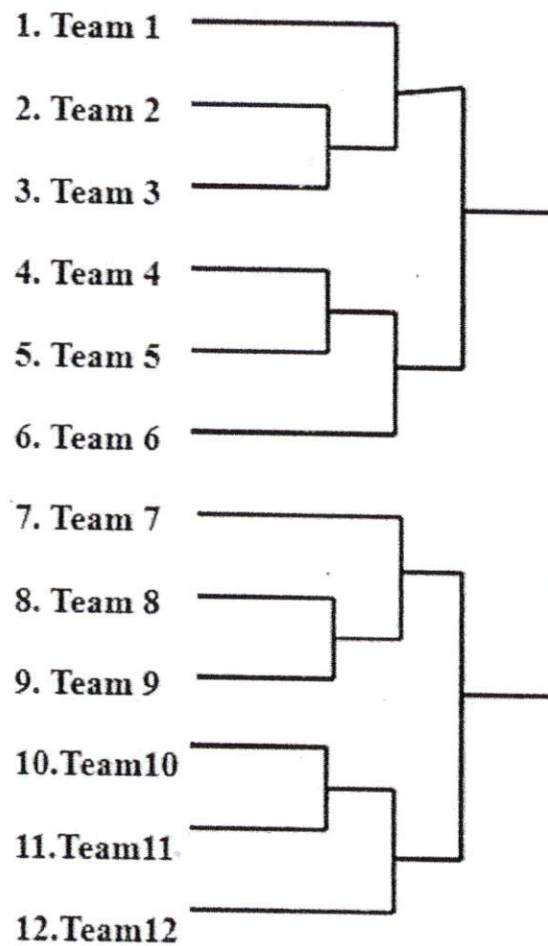 1. Team 1
2. Team 2
3. Team 3
4. Team 4
5. Team 5
6. Team 6
7. Team 7
8. Team 8
9. Team 9
10.Team10
11.Team11
12.Team12